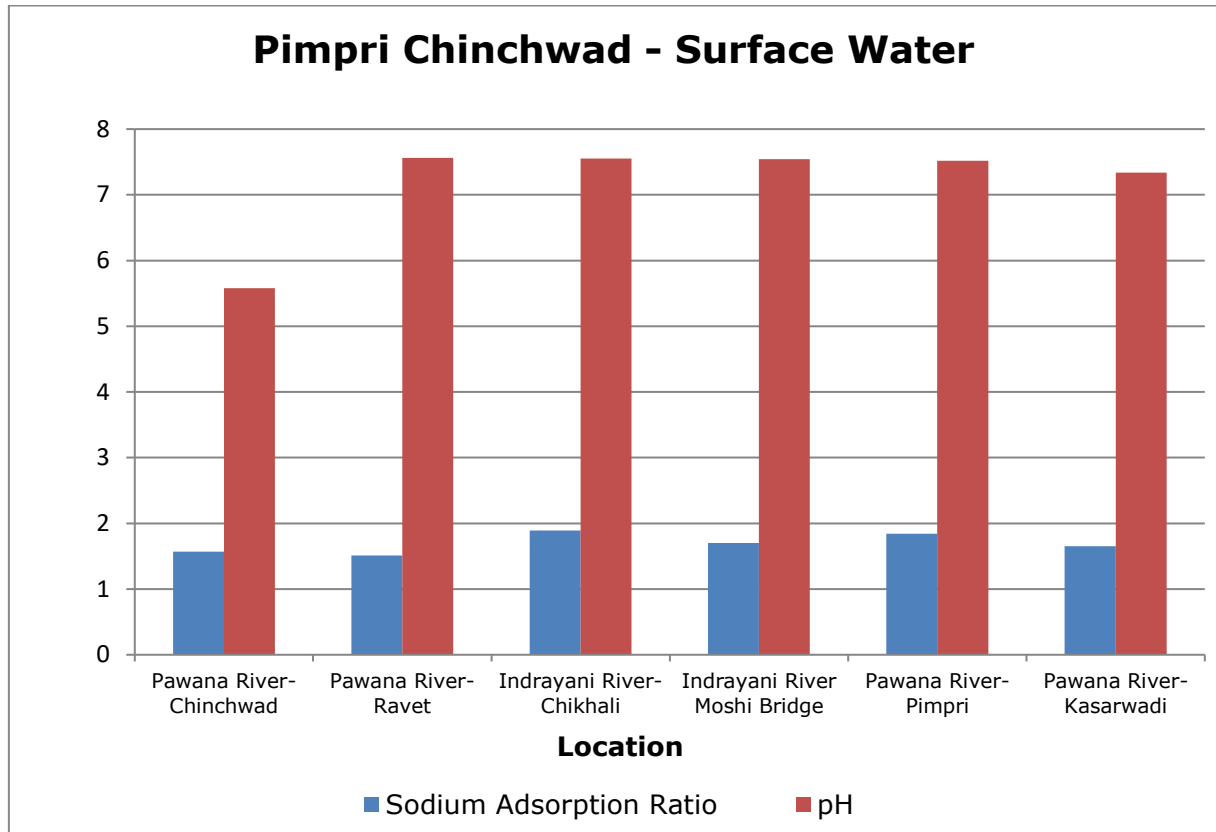 Pimpri Chinchwad - Surface Water
8
7
6
5
4
3
2
1
0
Pawana River-
Chinchwad
Pawana River-
Ravet
Indrayani River-
Chikhali
Indrayani River
Moshi Bridge
Pawana River-
Pimpri
Pawana River-
Kasarwadi
Location
Sodium Adsorption Ratio
pH